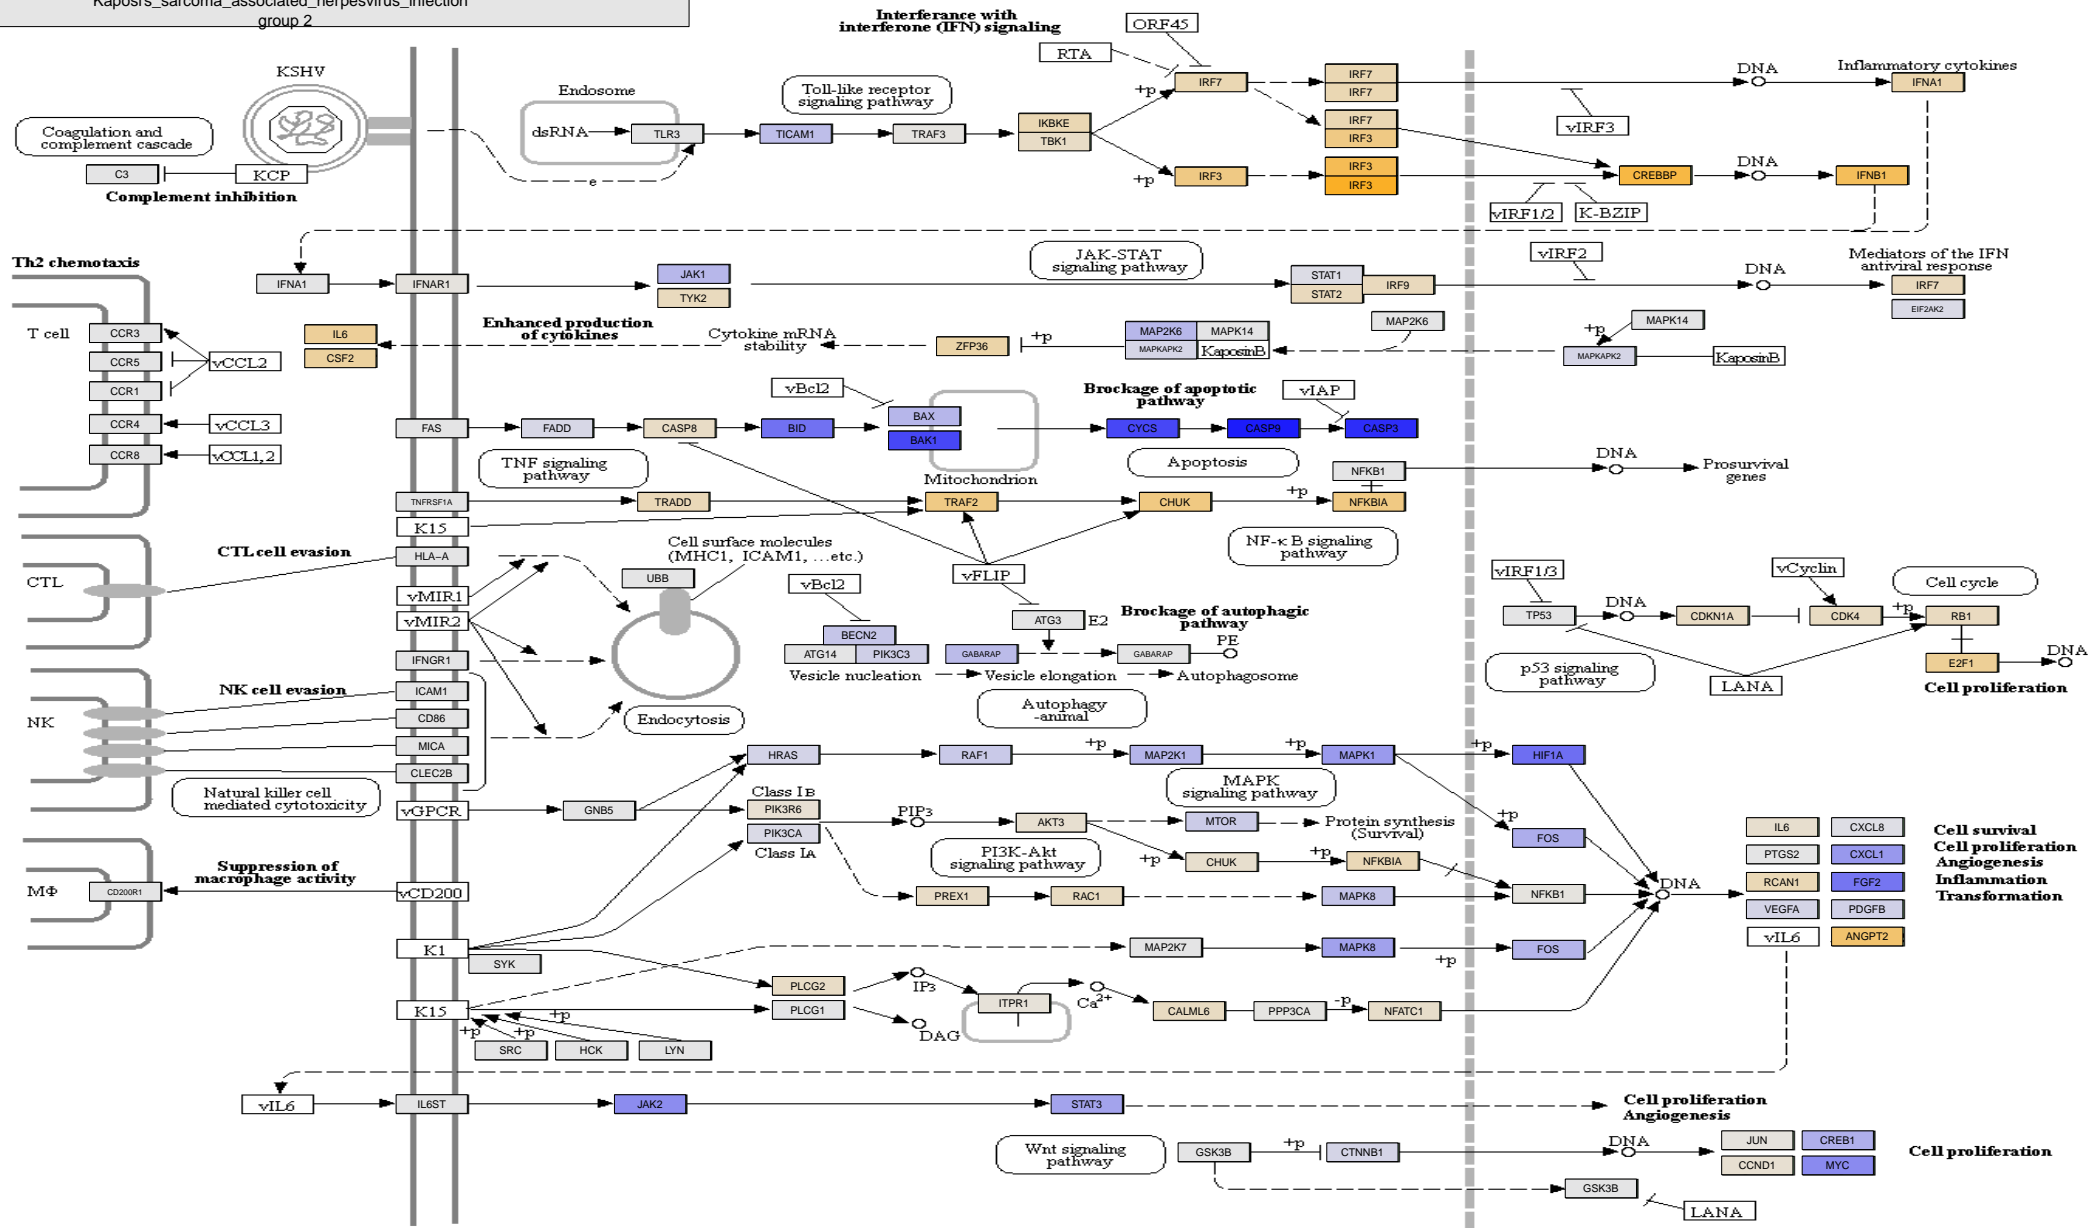 Kaposi's_sarcoma_associated_herpesvirus_infection
group 2
Interferance with
interferone (IFN) signaling
ORF45
RTA
KSHV
Endosome
Toll-like receptor
signaling pathway
+p
IRF7
IRF7
IRF7
DNA
Inflammatory cytokines
IFNA1
Coagulation and
complement cascade
dsRNA
TLR3
TICAM1
TRAF3
IKBKE
TBK1
IRF7
IRF3
vIRF3
C3
KCP
Complement inhibition
e
+p
IRF3
IRF3
IRF3
CREBBP
DNA
IFNB1
vIRF1/2
K-BZIP
Th2 chemotaxis
IFNA1
IFNAR1
JAK1
TYK2
JAK-STAT
signaling pathway
STAT1
STAT2
IRF9
vIRF2
DNA
Mediators of the IFN
antiviral response
IRF7
EIF2AK2
T cell
CCR3
CCR5
CCR1
CCR4
CCR8
vCCL2
vCCL3
vCCL1,2
IL6
CSF2
Enhanced production
of cytokines
Cytokine mRNA
stability
ZFP36
+p
MAP2K6
MAPK14
MAPKAPK2
KaposinB
MAP2K6
+p
MAPK14
MAPKAPK2
KaposinB
vBcl2
Brockage of apoptotic
pathway
vIAP
FAS
FADD
CASP8
BID
BAX
BAK1
CYCS
CASP9
CASP3
TNF signaling
pathway
Mitochondrion
Apoptosis
NFKB1
DNA
Prosurvival
genes
TNFRSF1A
TRADD
TRAF2
CHUK
+p
NFKBIA
K15
NF-κ B signaling
pathway
CTL cell evasion
HLA-A
Cell surface molecules
(MHC1, ICAM1, ...etc.)
UBB
vBcl2
vFLIP
vIRF1/3
vCyclin
Cell cycle
CTL
vMIR1
vMIR2
ATG3
E2
Brockage of autophagic
pathway
TP53
DNA
CDKN1A
CDK4
+p
RB1
BECN2
ATG14
PIK3C3
GABARAP
GABARAP
PE
IFNGR1
Vesicle nucleation
Vesicle elongation
Autophagosome
p53 signaling
pathway
LANA
E2F1
DNA
Cell proliferation
NK cell evasion
ICAM1
CD86
MICA
CLEC2B
NK
Endocytosis
Autophagy
-animal
Natural killer cell
mediated cytotoxicity
HRAS
RAF1
+p
MAP2K1
+p
MAPK1
+p
HIF1A
MAPK
signaling pathway
vGPCR
GNB5
Class IB
PIK3R6
PIK3CA
Class IA
PIP3
AKT3
MTOR
Protein synthesis
(Survival)
+p
FOS
PI3K-Akt
signaling pathway
+p
CHUK
+p
NFKBIA
IL6
CXCL8
PTGS2
CXCL1
RCAN1
FGF2
VEGFA
PDGFB
vIL6
ANGPT2
Cell survival
Cell proliferation
Angiogenesis
Inflammation
Transformation
MΦ
CD200R1
Suppression of
macrophage activity
vCD200
PREX1
RAC1
MAPK8
NFKB1
DNA
K1
SYK
MAP2K7
MAPK8
+p
FOS
K15
PLCG2
PLCG1
IP3
DAG
ITPR1
Ca2+
CALML6
PPP3CA
-p
NFATC1
+p
+p
+p
SRC
HCK
LYN
vIL6
IL6ST
JAK2
STAT3
Cell proliferation
Angiogenesis
Wnt signaling
pathway
GSK3B
+p
CTNNB1
DNA
JUN
CREB1
CCND1
MYC
Cell proliferation
GSK3B
LANA